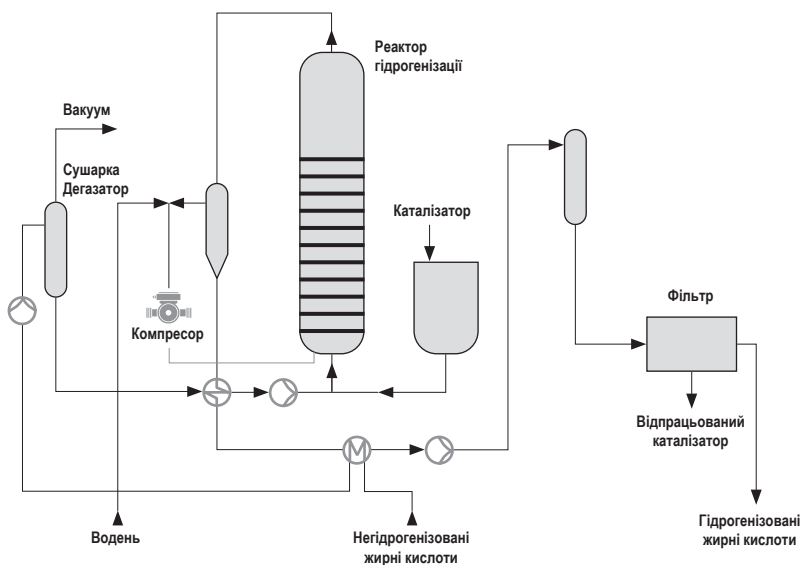 Реактор
гідрогенізації
Вакуум
Сушарка
Дегазатор
Каталізатор
Фільтр
Компресор
Відпрацьований
каталізатор
Водень
Негідрогенізовані
жирні кислоти
Гідрогенізовані
жирні кислоти